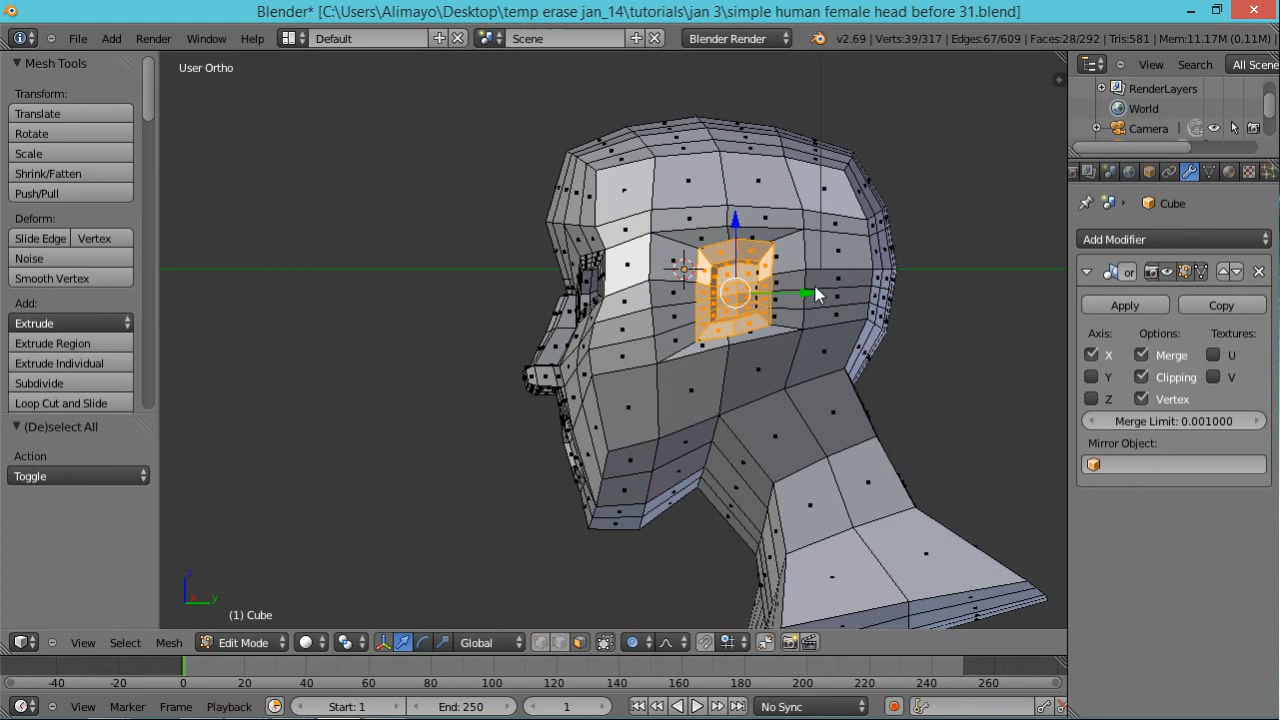 Blender* [C:\Users\Alimayo\Desktop\temp erase jan_14\tutorials\jan 3\simple human female head before 31.blend]
File Add Render Window Help Default Scene Blender Render v2.69 | Verts:39/317 | Edges:67/609 | Faces:28/292 | Tris:581 | Mem:11.17M (0.11M)
Mesh Tools
Transform:
Translate
Rotate
Scale
Shrink/Fatten
Push/Pull
Deform:
Slide Edge Vertex
Noise
Smooth Vertex
Add:
Extrude
Extrude Region
Extrude Individual
Subdivide
Loop Cut and Slide
(De)select All
Action
Toggle
User Ortho
z
y
(1) Cube
View Search All Scene
RenderLayers
World
Camera
Cube
Add Modifier
or
Apply Copy
Axis: Options: Textures:
X Merge U
Y Clipping V
Z Vertex
Merge Limit: 0.001000
Mirror Object:
View Select Mesh Edit Mode Global
-40 -20 0 20 40 60 80 100 120 140 160 180 200 220 240 260
View Marker Frame Playback Start: 1 End: 250 1 No Sync